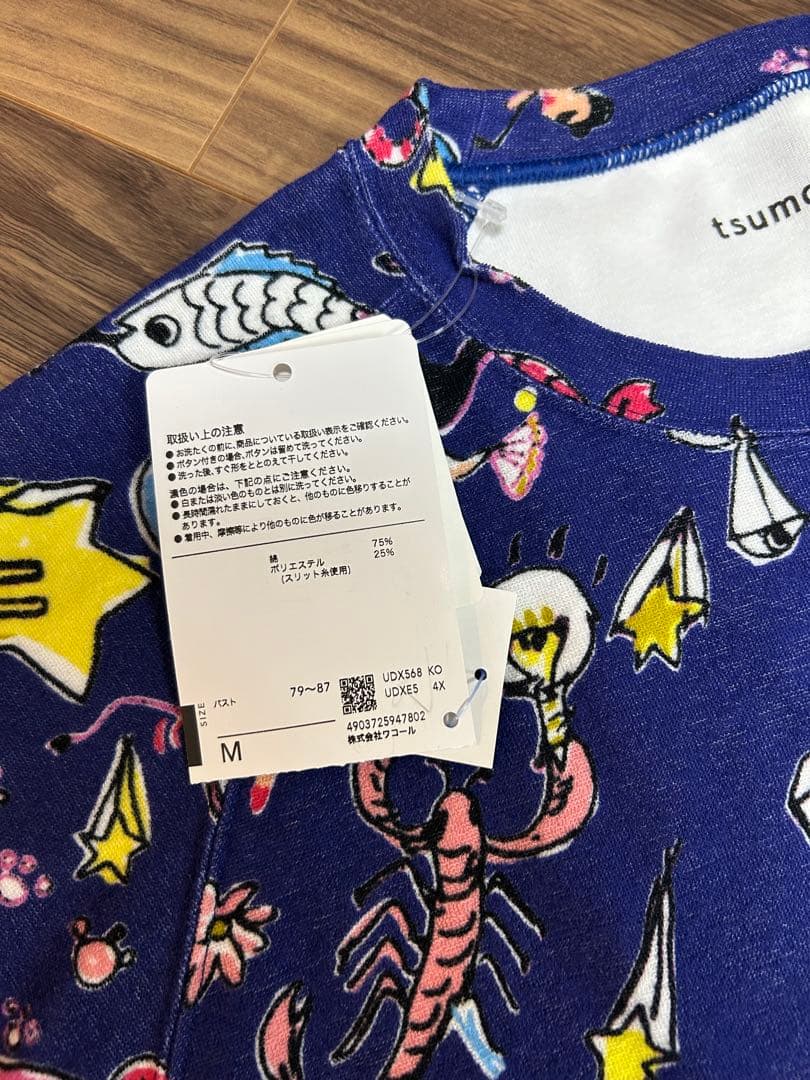 tsumo
取扱い上の注意
● お洗たくの前に、商品についている取扱い表示をご確認ください。
● ボタン付きの場合、ボタンは留めて洗ってください。
● 洗った後、すぐ形をととのえて干してください。
濃色の場合は、下記の点にご注意ください。
● 白または淡い色のものとは別に洗ってください。
● 長時間濡れたままにしておくと、他のものに色移りすることが
あります。
● 着用中、摩擦等により他のものに色が移ることがあります。
綿 75%
ポリエステル 25%
(スリット糸使用)
SIZE
バスト 79〜87
M
UDX568 KO
UDXE5 4X
4903725947802
株式会社ワコール